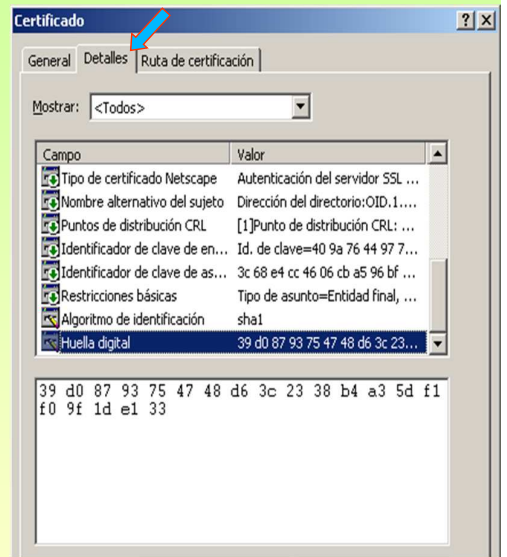 Certificado
General Detalles Ruta de certificación
Mostrar: <Todos>
Campo Valor
Tipo de certificado Netscape Autenticación del servidor SSL ...
Nombre alternativo del sujeto Dirección del directorio:OID.1....
Puntos de distribución CRL [1]Punto de distribución CRL: ...
Identificador de clave de en... Id. de clave=40 9a 76 44 97 7...
Identificador de clave de as... 3c 68 e4 cc 46 06 cb a5 96 bf ...
Restricciones básicas Tipo de asunto=Entidad final, ...
Algoritmo de identificación sha1
Huella digital 39 d0 87 93 75 47 48 d6 3c 23...
39 d0 87 93 75 47 48 d6 3c 23 38 b4 a3 5d f1
f0 9f 1d e1 33